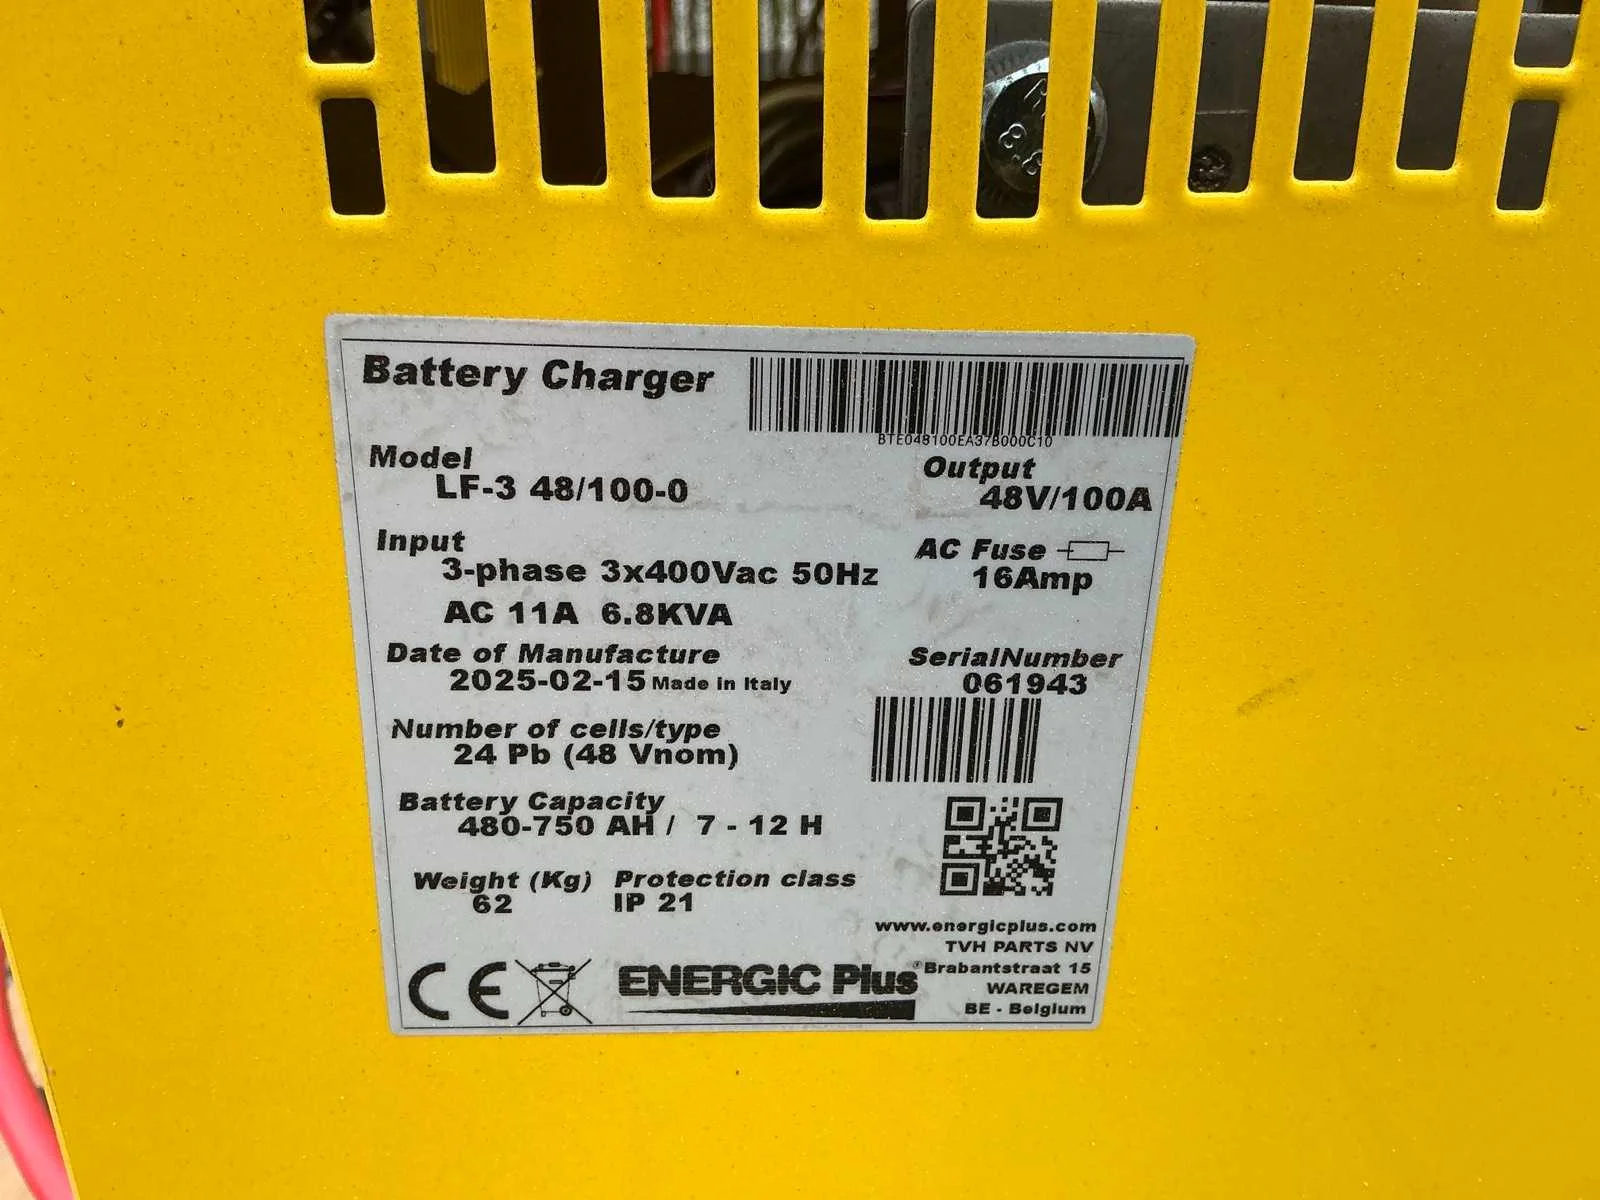 8.8
Battery Charger
BTE048100EA37B000C10
Model
LF-3 48/100-0
Output
48V/100A
Input
3-phase 3x400Vac 50Hz
AC 11A 6.8KVA
AC Fuse
16Amp
Date of Manufacture
2025-02-15 Made in Italy
SerialNumber
061943
Number of cells/type
24 Pb (48 Vnom)
Battery Capacity
480-750 AH / 7 - 12 H
Weight (Kg) Protection class
62 IP 21
www.energicplus.com
TVH PARTS NV
Brabantstraat 15
WAREGEM
BE - Belgium
CE
ENERGIC Plus